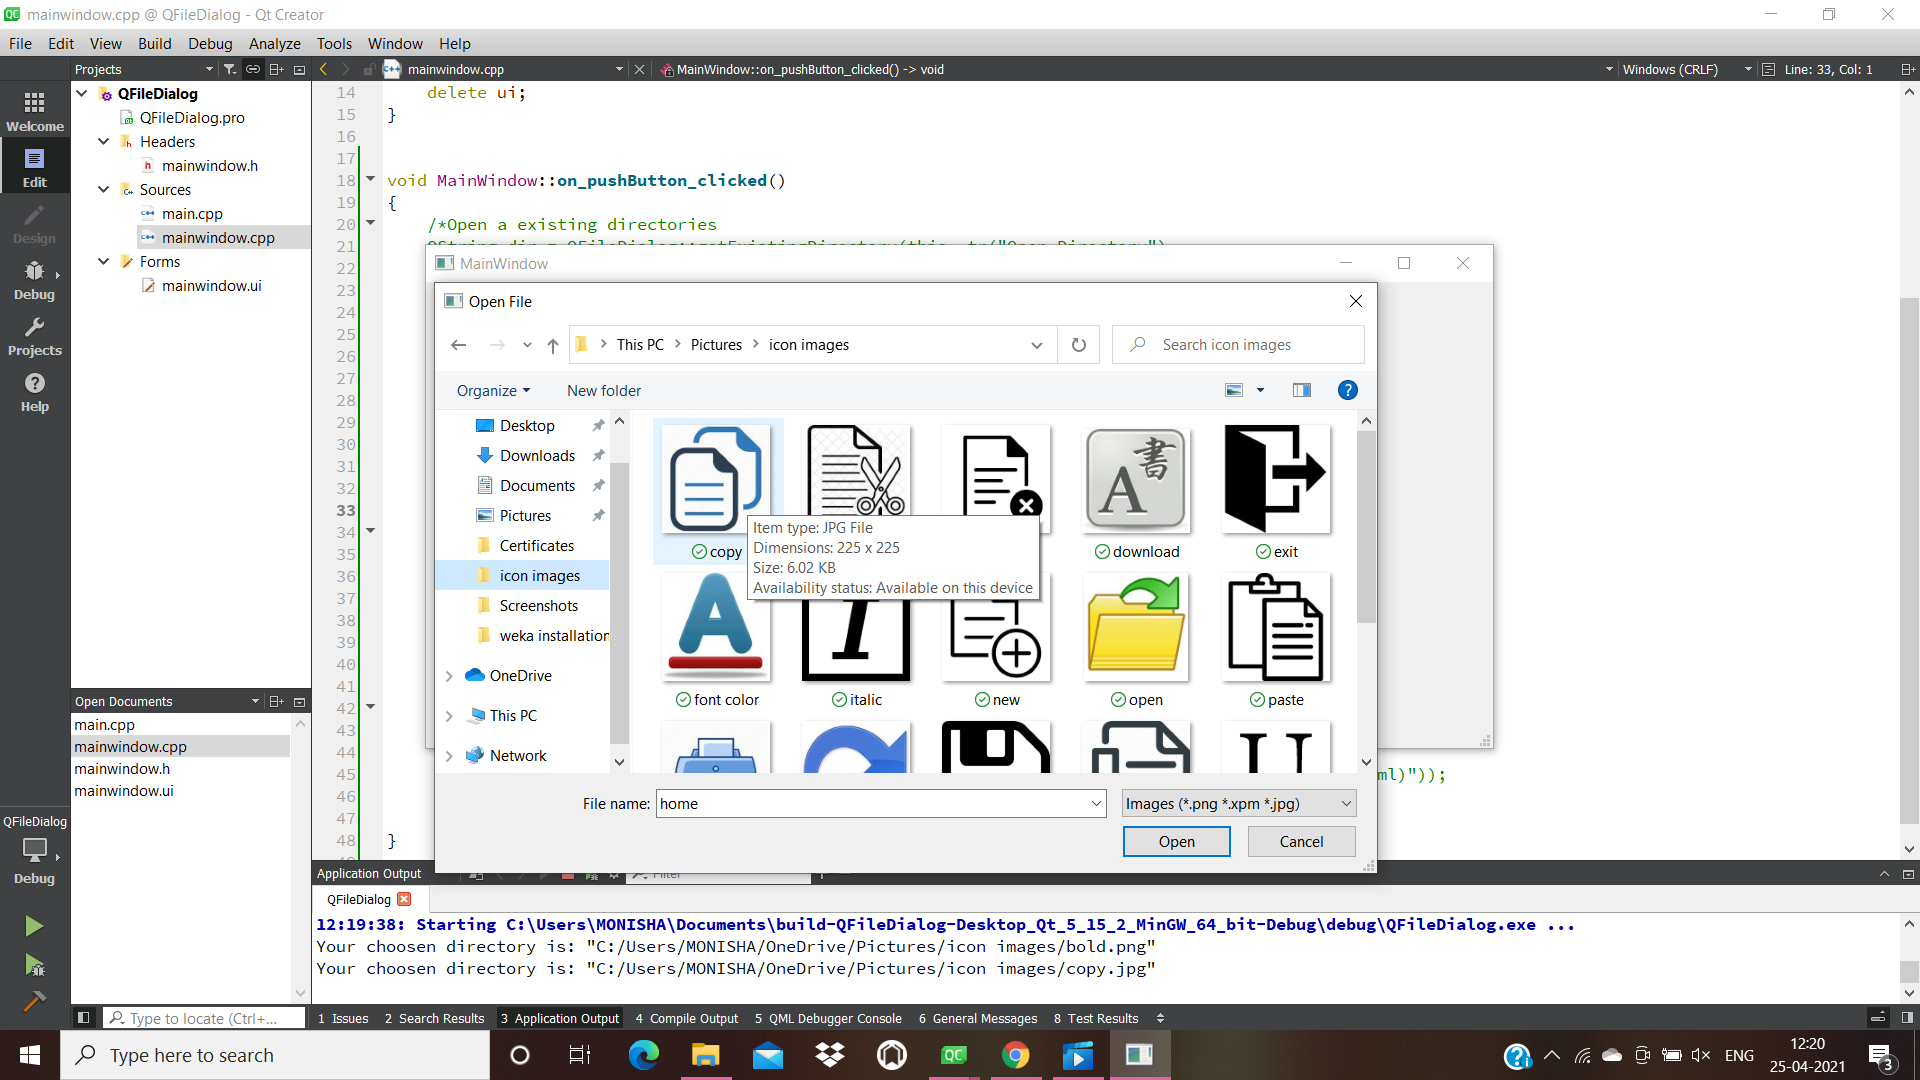 mainwindow.cpp @ QFileDialog - Qt Creator
File Edit View Build Debug Analyze Tools Window Help
Projects
mainwindow.cpp
MainWindow::on_pushButton_clicked() -> void
Windows (CRLF)
Line: 33, Col: 1
Welcome
Edit
Design
Debug
Projects
Help
QFileDialog
QFileDialog.pro
Headers
mainwindow.h
Sources
main.cpp
mainwindow.cpp
Forms
mainwindow.ui
Open Documents
main.cpp
mainwindow.cpp
mainwindow.h
mainwindow.ui
QFileDialog
Debug
14 delete ui;
15 }
16
17
18 void MainWindow::on_pushButton_clicked()
19 {
20 /*Open a existing directories
21 QString dir = QFileDialog::getExistingDirectory(this, tr("Open Directory")
22
23
24
25
26
27
28
29
30
31
32
33
34
35
36
37
38
39
40
41
42
43
44
45 ml)"));
46
47
48 }
MainWindow
Open File
This PC > Pictures > icon images
Search icon images
Organize
New folder
Desktop
Downloads
Documents
Pictures
Certificates
icon images
Screenshots
weka installation
OneDrive
This PC
Network
copy
download
exit
Item type: JPG File
Dimensions: 225 x 225
Size: 6.02 KB
Availability status: Available on this device
A 書
A
I
font color
italic
new
open
paste
U
File name: home
Images (*.png *.xpm *.jpg)
Open
Cancel
Application Output
Filter
QFileDialog
12:19:38: Starting C:\Users\MONISHA\Documents\build-QFileDialog-Desktop_Qt_5_15_2_MinGW_64_bit-Debug\debug\QFileDialog.exe ...
Your choosen directory is: "C:/Users/MONISHA/OneDrive/Pictures/icon images/bold.png"
Your choosen directory is: "C:/Users/MONISHA/OneDrive/Pictures/icon images/copy.jpg"
Type to locate (Ctrl+...
1 Issues 2 Search Results 3 Application Output 4 Compile Output 5 QML Debugger Console 6 General Messages 8 Test Results
Type here to search
QC
ENG
12:20
25-04-2021
3